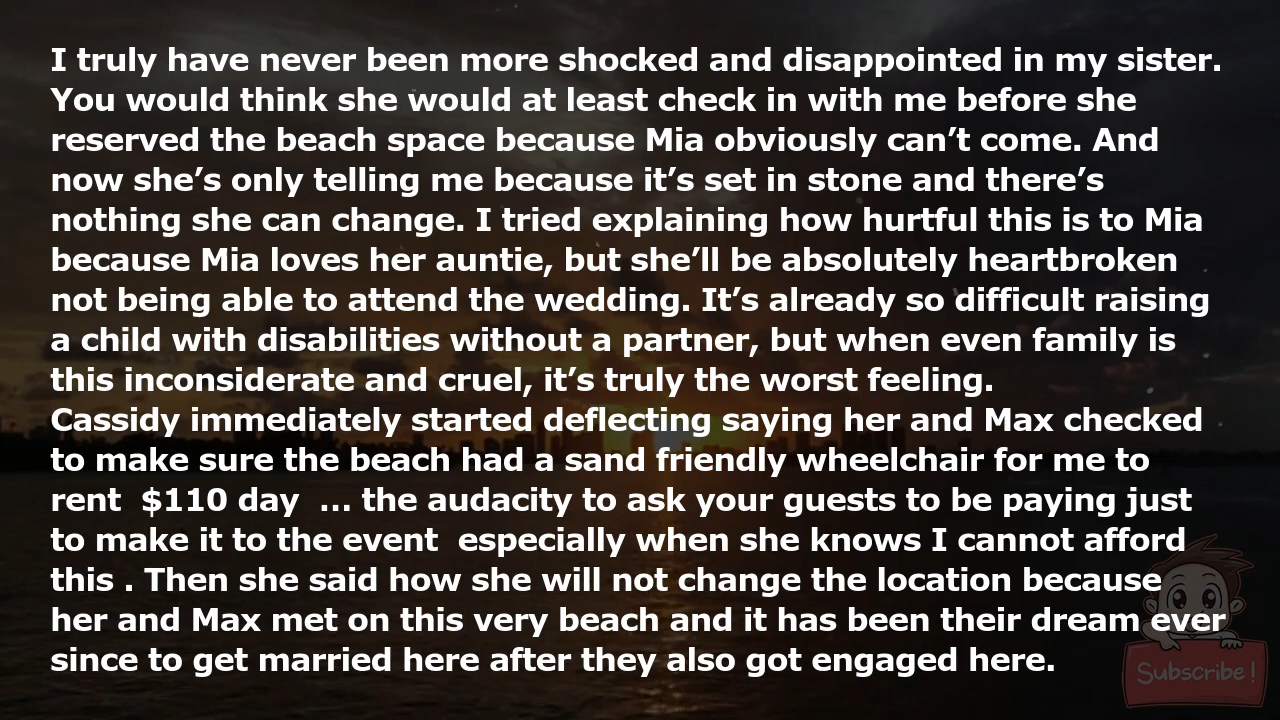 I truly have never been more shocked and disappointed in my sister.
You would think she would at least check in with me before she
reserved the beach space because Mia obviously can’t come. And
now she’s only telling me because it’s set in stone and there’s
nothing she can change. I tried explaining how hurtful this is to Mia
because Mia loves her auntie, but she’ll be absolutely heartbroken
not being able to attend the wedding. It’s already so difficult raising
a child with disabilities without a partner, but when even family is
this inconsiderate and cruel, it’s truly the worst feeling.
Cassidy immediately started deflecting saying her and Max checked
to make sure the beach had a sand friendly wheelchair for me to
rent  $110 day  ... the audacity to ask your guests to be paying just
to make it to the event  especially when she knows I cannot afford
this . Then she said how she will not change the location because
her and Max met on this very beach and it has been their dream ever
since to get married here after they also got engaged here.
Subscribe!